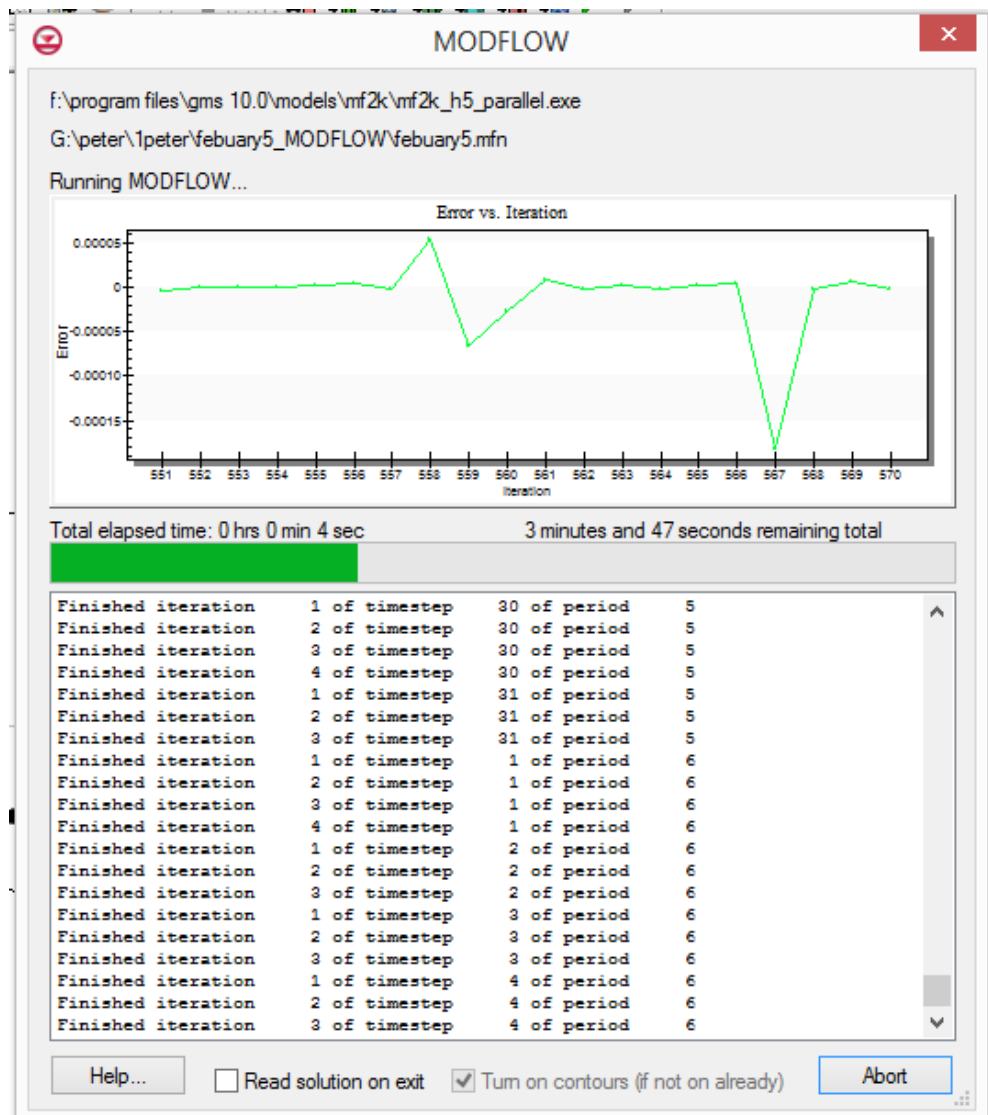 MODFLOW
f:\program files\gms 10.0\models\mf2k\mf2k_h5_parallel.exe
G:\peter\1peter\febuary5_MODFLOW\febuary5.mfn
Running MODFLOW...
Error vs. Iteration
0.00005
0
-0.00005
-0.00010
-0.00015
Error
551 552 553 554 555 556 557 558 559 560 561 562 563 564 565 566 567 568 569 570
Iteration
Total elapsed time: 0 hrs 0 min 4 sec 3 minutes and 47 seconds remaining total
Finished iteration 1 of timestep 30 of period 5
Finished iteration 2 of timestep 30 of period 5
Finished iteration 3 of timestep 30 of period 5
Finished iteration 4 of timestep 30 of period 5
Finished iteration 1 of timestep 31 of period 5
Finished iteration 2 of timestep 31 of period 5
Finished iteration 3 of timestep 31 of period 5
Finished iteration 1 of timestep 1 of period 6
Finished iteration 2 of timestep 1 of period 6
Finished iteration 3 of timestep 1 of period 6
Finished iteration 4 of timestep 1 of period 6
Finished iteration 1 of timestep 2 of period 6
Finished iteration 2 of timestep 2 of period 6
Finished iteration 3 of timestep 2 of period 6
Finished iteration 1 of timestep 3 of period 6
Finished iteration 2 of timestep 3 of period 6
Finished iteration 3 of timestep 3 of period 6
Finished iteration 1 of timestep 4 of period 6
Finished iteration 2 of timestep 4 of period 6
Finished iteration 3 of timestep 4 of period 6
Help... Read solution on exit Turn on contours (if not on already) Abort